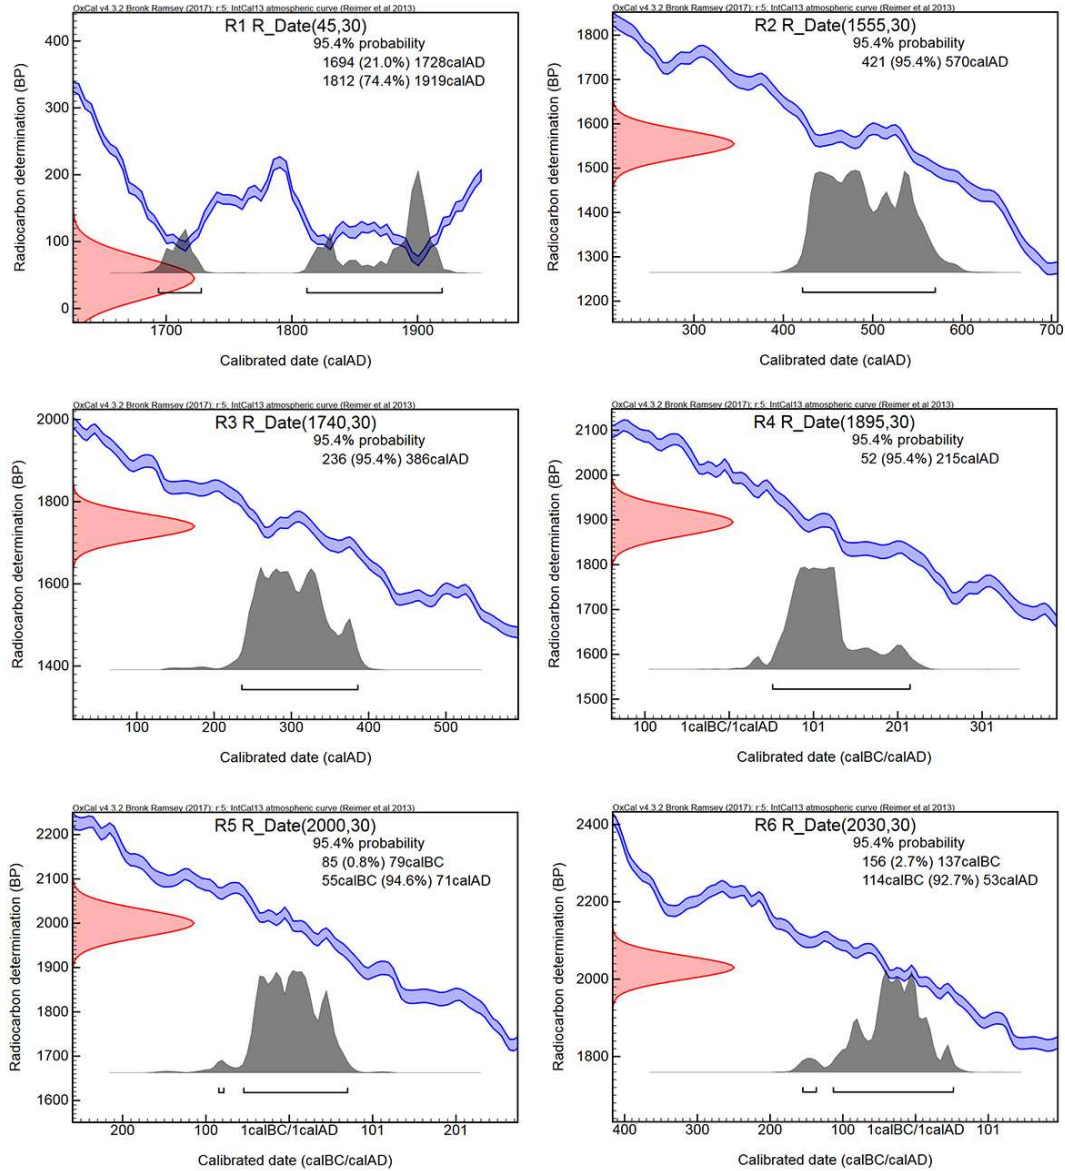 OxCal v4.3.2 Bronk Ramsey (2017); r:5; IntCal13 atmospheric curve (Reimer et al 2013)
R1 R_Date(45,30)
95.4% probability
1694 (21.0%) 1728calAD
1812 (74.4%) 1919calAD
Radiocarbon determination (BP)
400
300
200
100
0
1700 1800 1900
Calibrated date (calAD)
OxCal v4.3.2 Bronk Ramsey (2017); r:5; IntCal13 atmospheric curve (Reimer et al 2013)
R2 R_Date(1555,30)
95.4% probability
421 (95.4%) 570calAD
Radiocarbon determination (BP)
1800
1700
1600
1500
1400
1300
1200
300 400 500 600 700
Calibrated date (calAD)
OxCal v4.3.2 Bronk Ramsey (2017); r:5; IntCal13 atmospheric curve (Reimer et al 2013)
R3 R_Date(1740,30)
95.4% probability
236 (95.4%) 386calAD
Radiocarbon determination (BP)
2000
1800
1600
1400
100 200 300 400 500
Calibrated date (calAD)
OxCal v4.3.2 Bronk Ramsey (2017); r:5; IntCal13 atmospheric curve (Reimer et al 2013)
R4 R_Date(1895,30)
95.4% probability
52 (95.4%) 215calAD
Radiocarbon determination (BP)
2100
2000
1900
1800
1700
1600
1500
100 1calBC/1calAD 101 201 301
Calibrated date (calBC/calAD)
OxCal v4.3.2 Bronk Ramsey (2017); r:5; IntCal13 atmospheric curve (Reimer et al 2013)
R5 R_Date(2000,30)
95.4% probability
85 (0.8%) 79calBC
55calBC (94.6%) 71calAD
Radiocarbon determination (BP)
2200
2100
2000
1900
1800
1700
1600
200 100 1calBC/1calAD 101 201
Calibrated date (calBC/calAD)
OxCal v4.3.2 Bronk Ramsey (2017); r:5; IntCal13 atmospheric curve (Reimer et al 2013)
R6 R_Date(2030,30)
95.4% probability
156 (2.7%) 137calBC
114calBC (92.7%) 53calAD
Radiocarbon determination (BP)
2400
2200
2000
1800
400 300 200 100 1calBC/1calAD 101
Calibrated date (calBC/calAD)